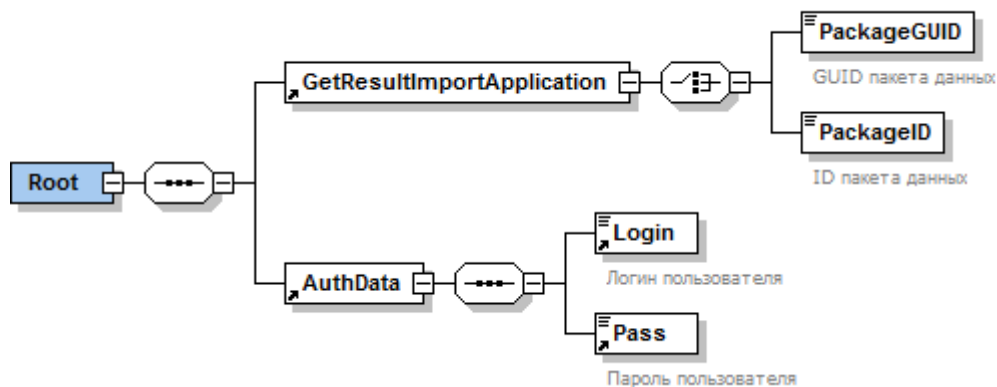 PackageGUID
GUID пакета данных
GetResultImportApplication
PackageID
ID пакета данных
Root
Login
Логин пользователя
AuthData
Pass
Пароль пользователя